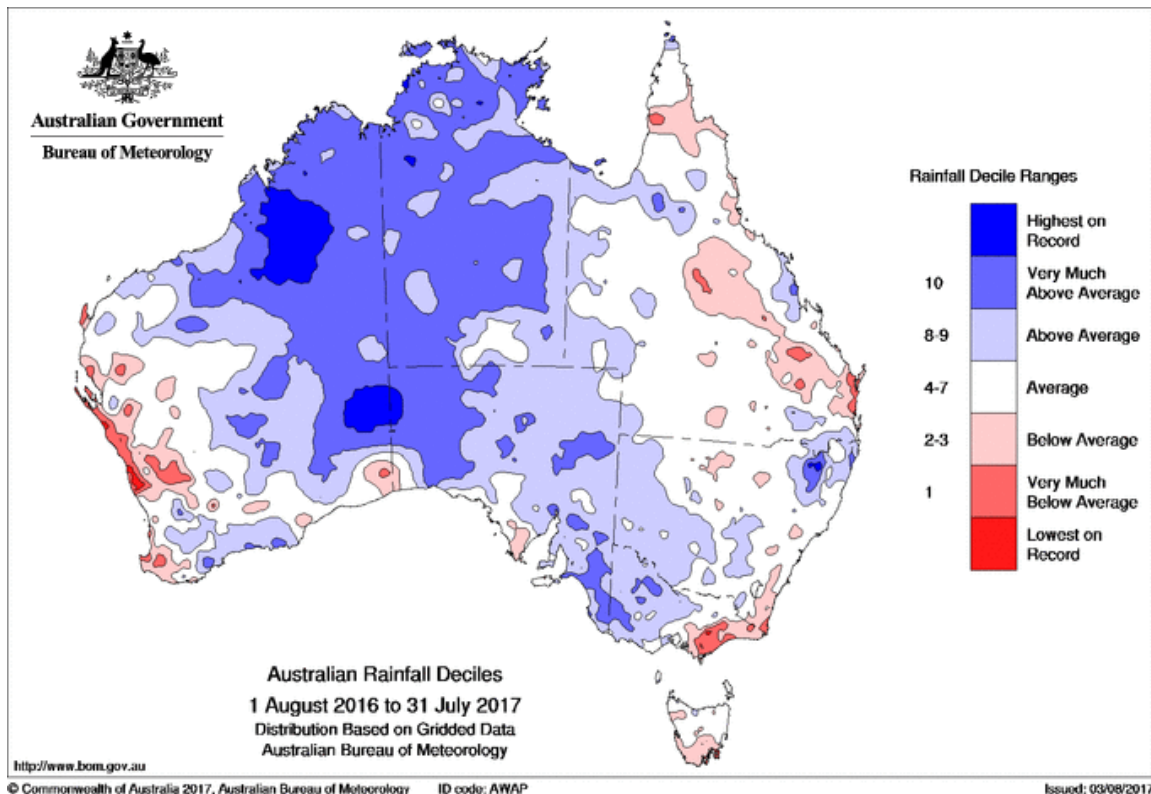 Australian Government
Bureau of Meteorology
Rainfall Decile Ranges
Highest on
Record
10
Very Much
Above Average
8-9
Above Average
4-7
Average
2-3
Below Average
1
Very Much
Below Average
Lowest on
Record
Australian Rainfall Deciles
1 August 2016 to 31 July 2017
Distribution Based on Gridded Data
Australian Bureau of Meteorology
http://www.bom.gov.au
© Commonwealth of Australia 2017, Australian Bureau of Meteorology ID code: AWAP Issued: 03/08/2017